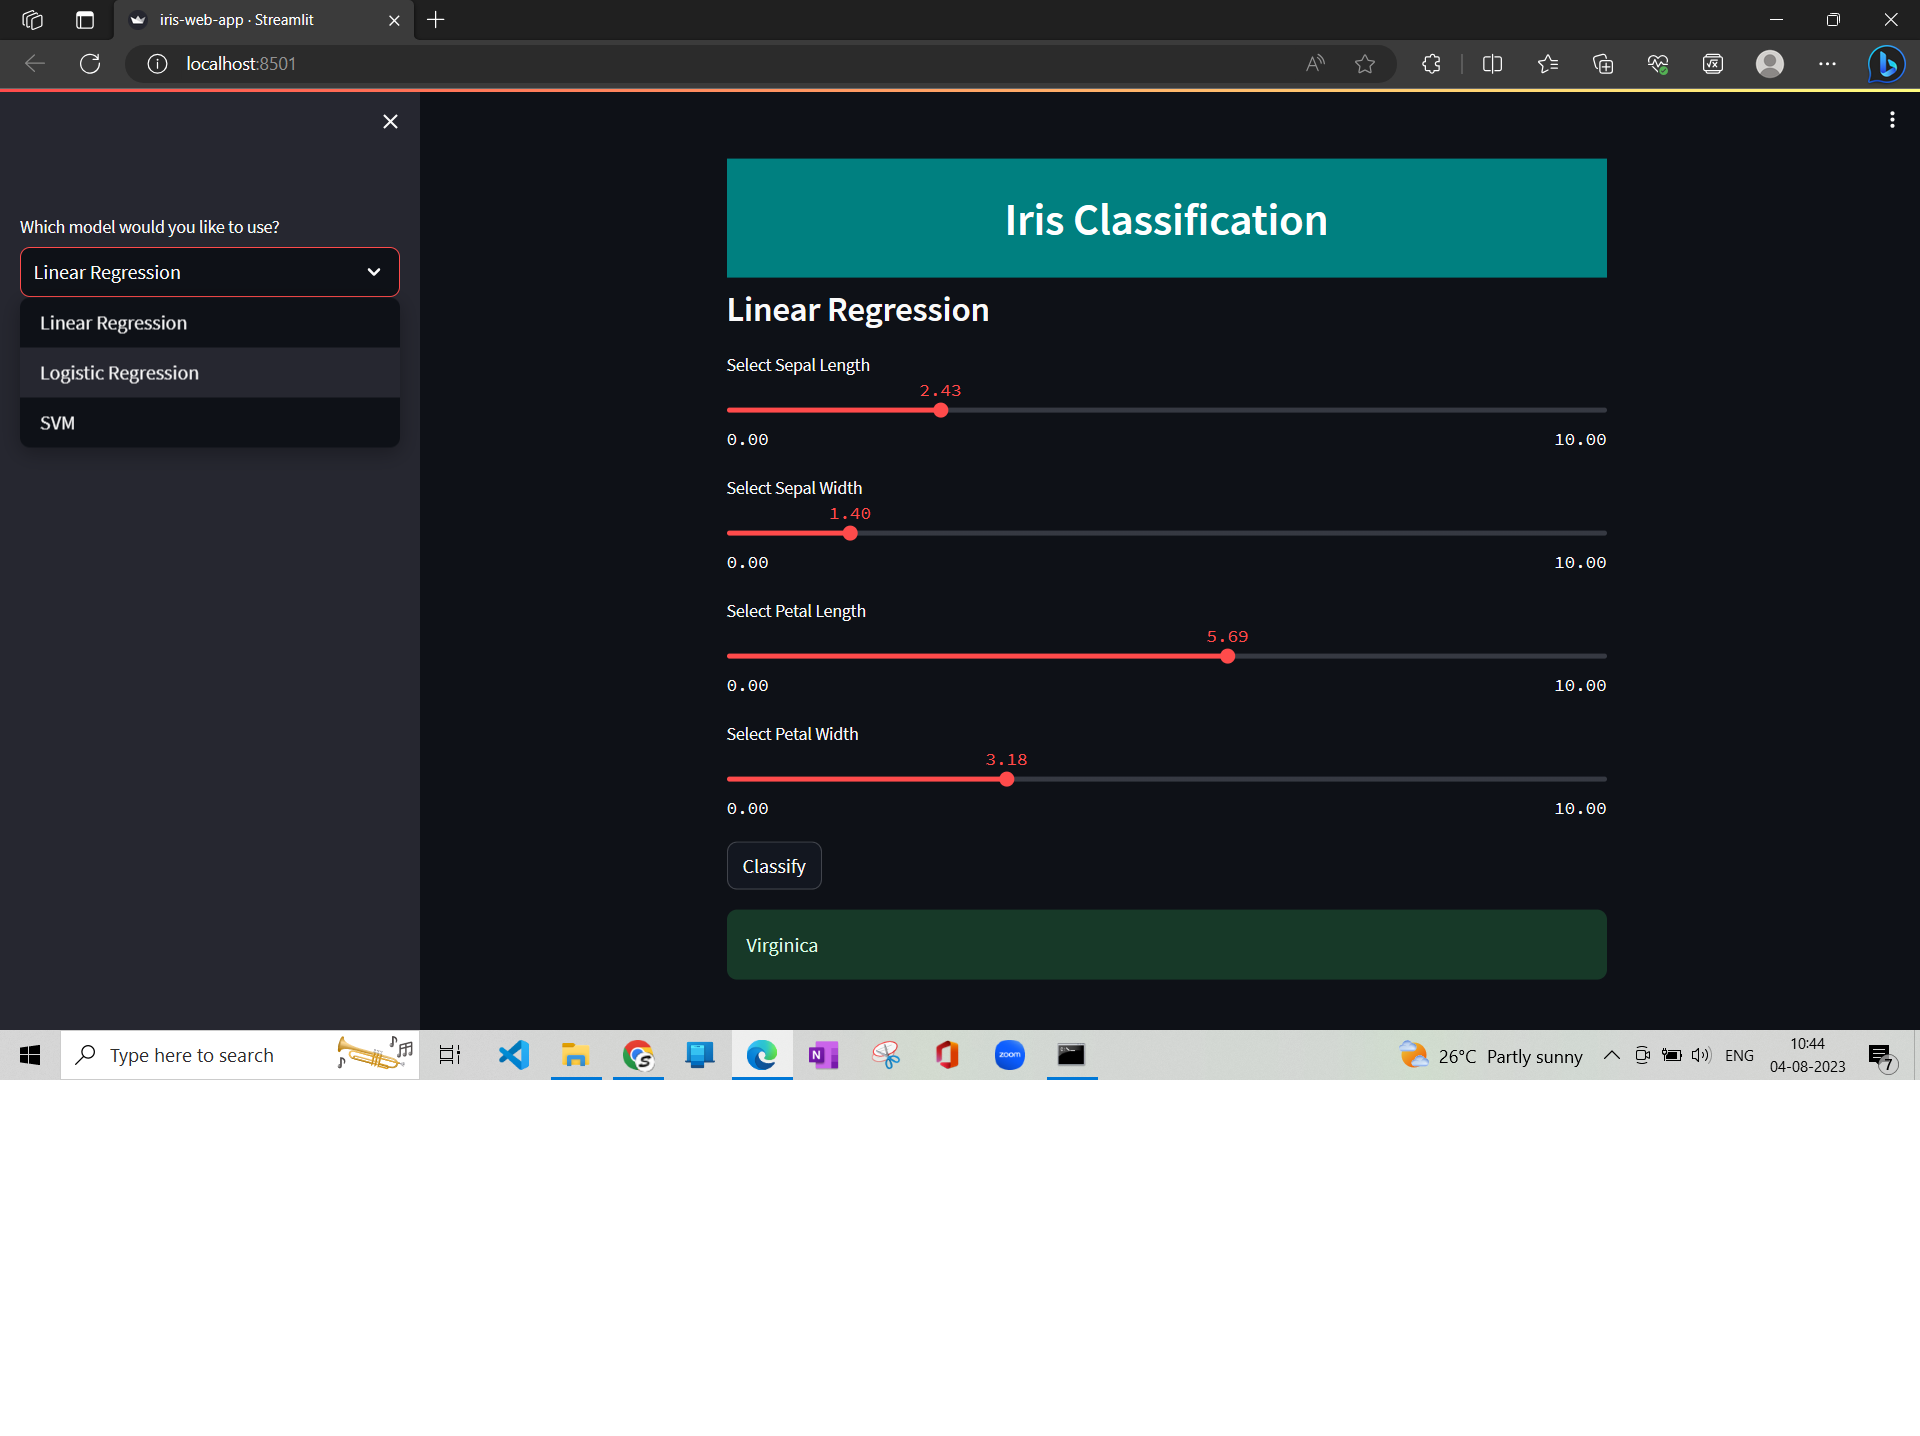 iris-web-app · Streamlit
localhost:8501
Which model would you like to use?
Linear Regression
Linear Regression
Logistic Regression
SVM
Iris Classification
Linear Regression
Select Sepal Length
2.43
0.00 10.00
Select Sepal Width
1.40
0.00 10.00
Select Petal Length
5.69
0.00 10.00
Select Petal Width
3.18
0.00 10.00
Classify
Virginica
Type here to search
zoom
26°C Partly sunny
ENG
10:44
04-08-2023
7